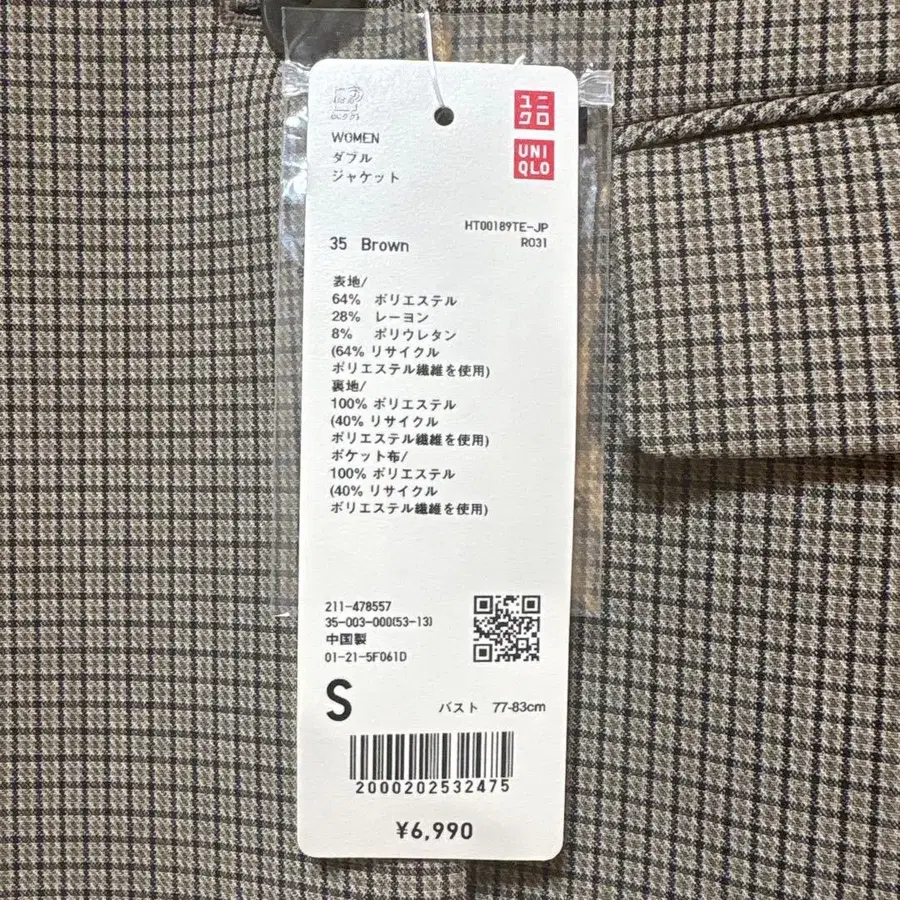 WOMEN
ダブル
ジャケット
ユニ
クロ
UNI
QLO
HT00189TE-JP
35 Brown
R031
表地/
64% ポリエステル
28% レーヨン
8% ポリウレタン
(64% リサイクル
ポリエステル繊維を使用)
裏地/
100% ポリエステル
(40% リサイクル
ポリエステル繊維を使用)
ポケット布/
100% ポリエステル
(40% リサイクル
ポリエステル繊維を使用)
211-478557
35-003-000(53-13)
中国製
01-21-5F061D
S
バスト 77-83cm
2000202532475
¥6,990